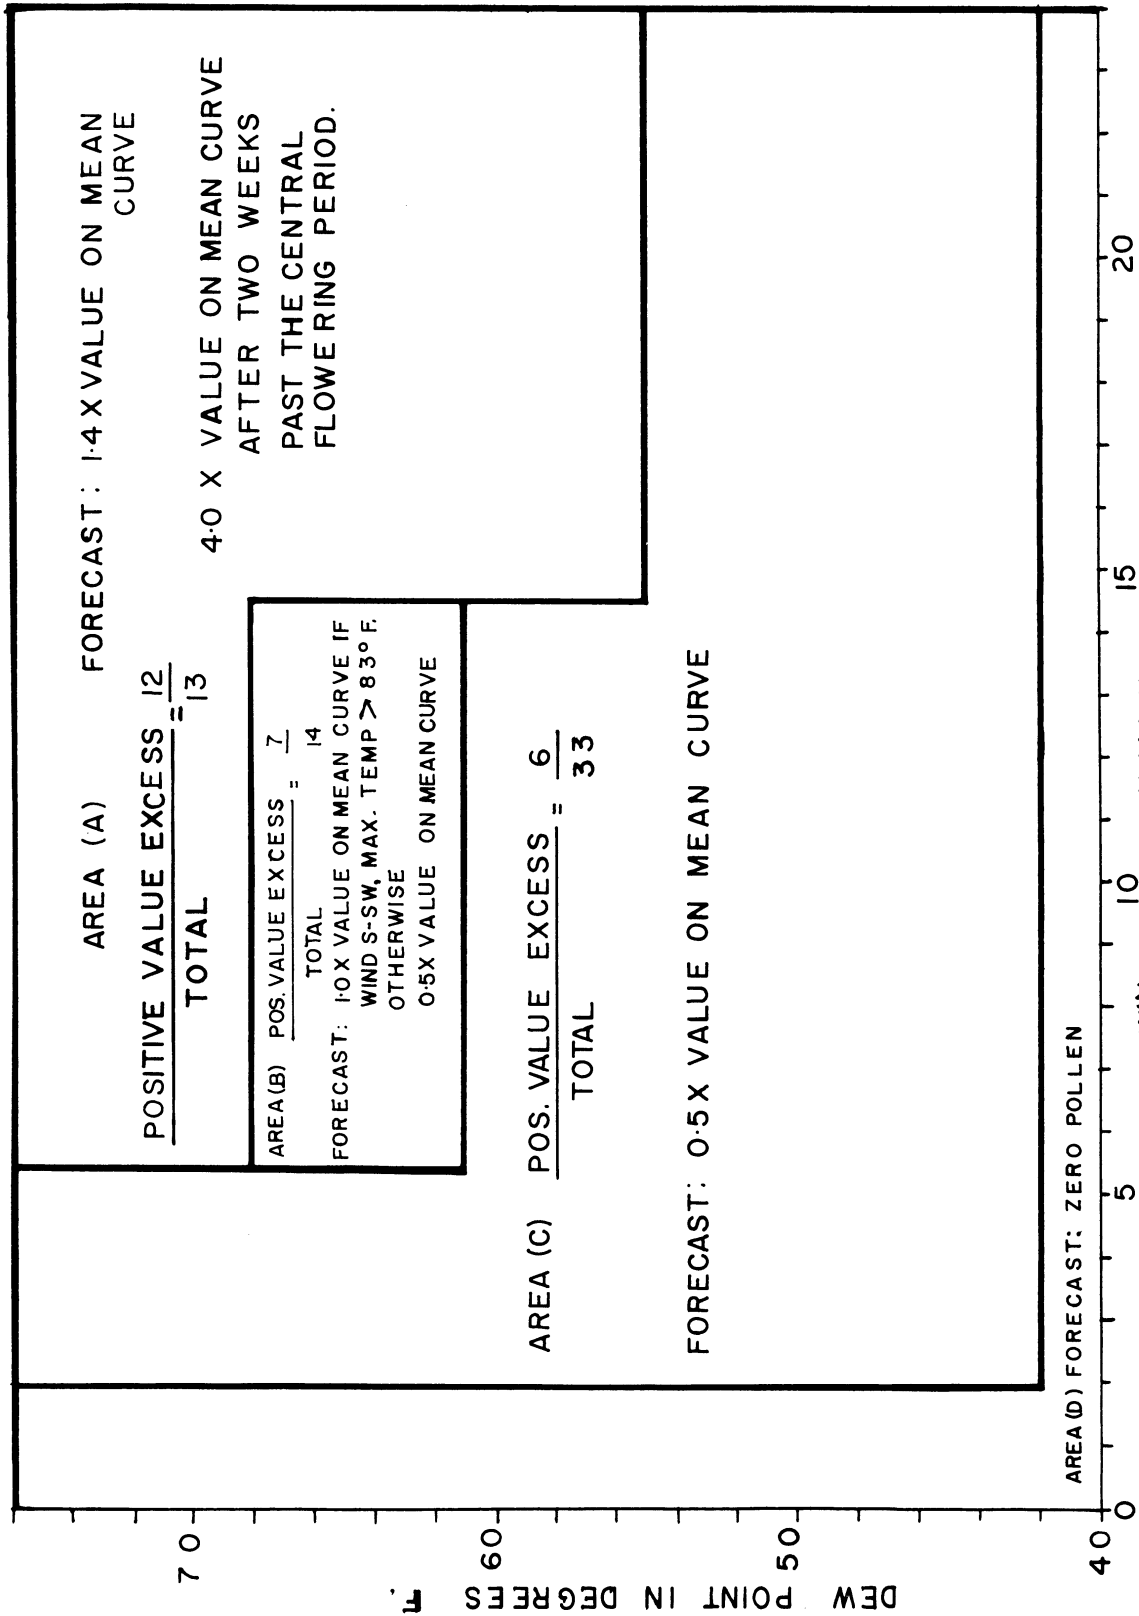 AREA (A) FORECAST: 1·4 X VALUE ON MEAN
CURVE
POSITIVE VALUE EXCESS = 12
TOTAL 13
4·0 X VALUE ON MEAN CURVE
AFTER TWO WEEKS
PAST THE CENTRAL
FLOWERING PERIOD.
AREA (B) POS. VALUE EXCESS = 7
TOTAL 14
FORECAST: 1·0 X VALUE ON MEAN CURVE IF
WIND S-SW, MAX. TEMP > 83° F.
OTHERWISE
0·5 X VALUE ON MEAN CURVE
AREA (C) POS. VALUE EXCESS = 6
TOTAL 33
FORECAST: 0·5 X VALUE ON MEAN CURVE
AREA (D) FORECAST: ZERO POLLEN
DEW POINT IN DEGREES F.
70
60
50
40
0 5 10 15 20